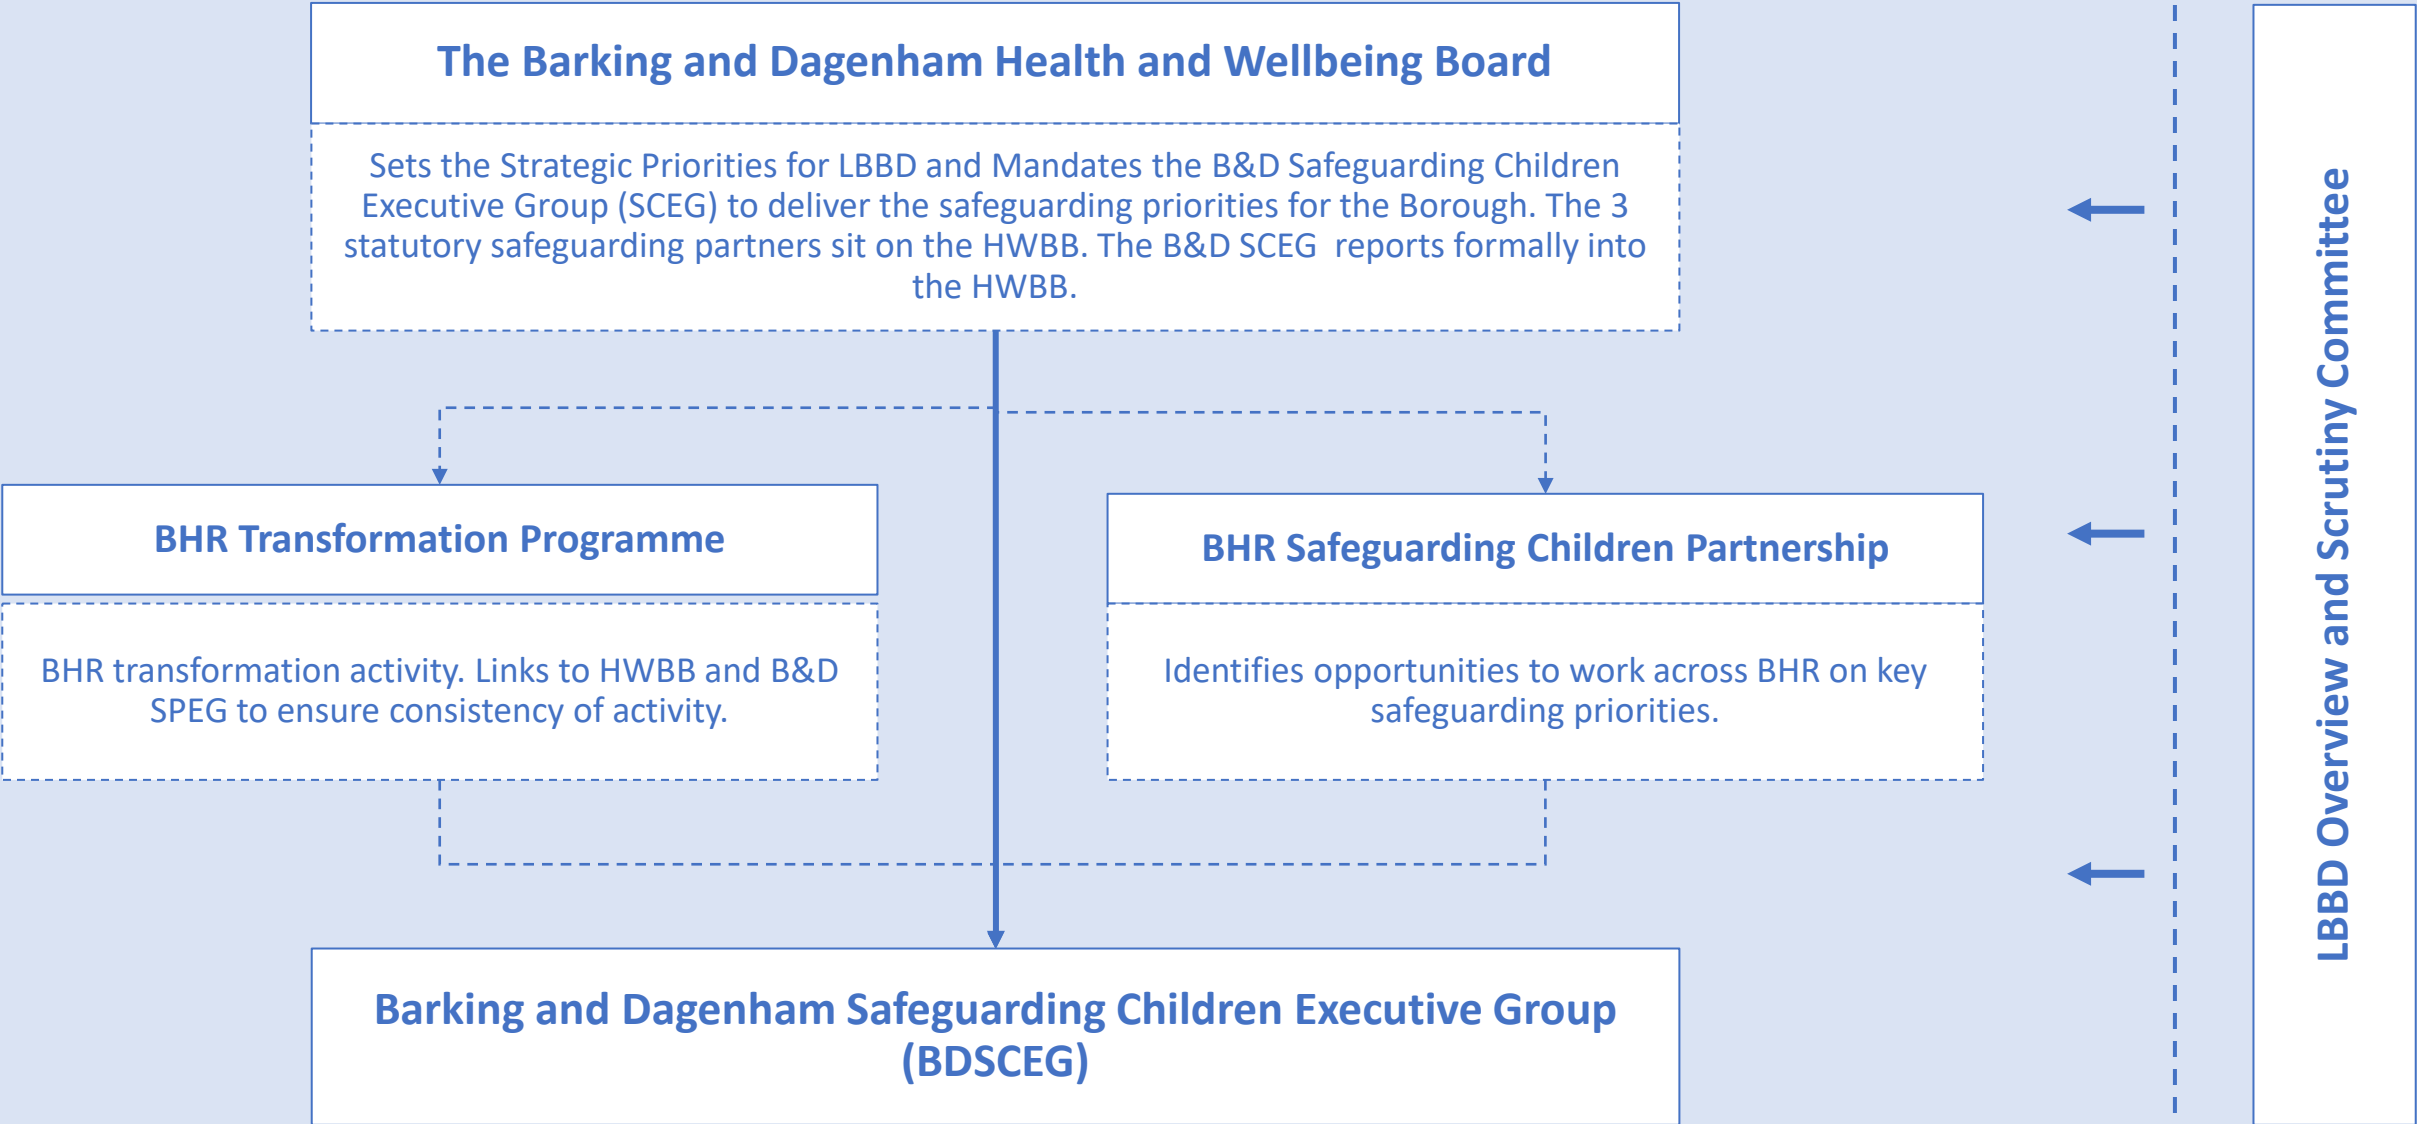 The Barking and Dagenham Health and Wellbeing Board
Sets the Strategic Priorities for LBBD and Mandates the B&D Safeguarding Children
Executive Group (SCEG) to deliver the safeguarding priorities for the Borough. The 3
statutory safeguarding partners sit on the HWBB. The B&D SCEG  reports formally into
the HWBB.
BHR Transformation Programme
BHR transformation activity. Links to HWBB and B&D
SPEG to ensure consistency of activity.
BHR Safeguarding Children Partnership
Identifies opportunities to work across BHR on key
safeguarding priorities.
Barking and Dagenham Safeguarding Children Executive Group
(BDSCEG)
LBBD Overview and Scrutiny Committee